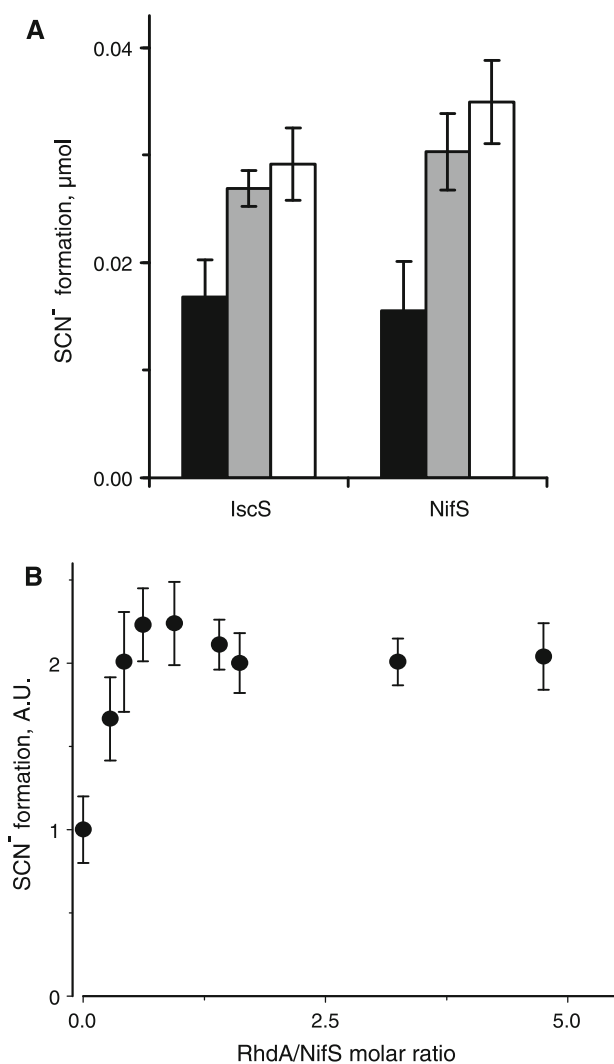 A
SCN⁻ formation, µmol
0.04
0.02
0.00
IscS
NifS
B
SCN⁻ formation, A.U.
2
1
0
0.0
2.5
5.0
RhdA/NifS molar ratio